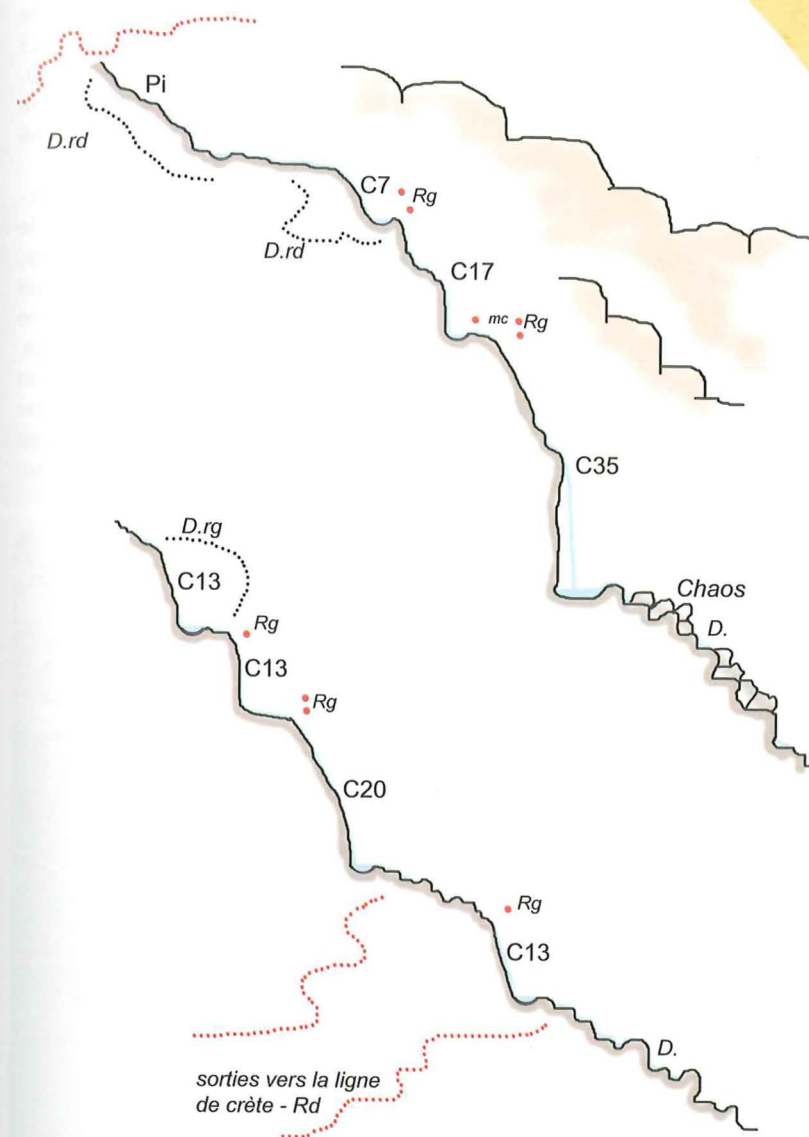 Pi
D.rd
C7
Rg
D.rd
C17
mc
Rg
C35
D.rg
Chaos
C13
D.
Rg
C13
Rg
C20
Rg
C13
D.
sorties vers la ligne
de crète - Rd